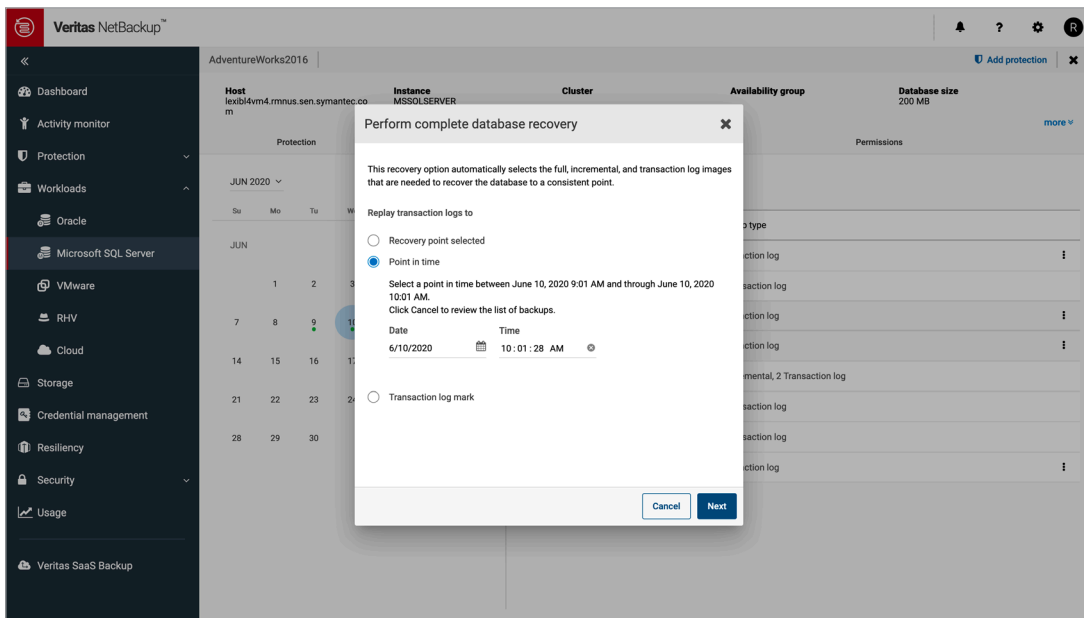 Veritas NetBackup™
?
R
«
AdventureWorks2016
Add protection
Dashboard
Activity monitor
Protection
Workloads
Oracle
Microsoft SQL Server
VMware
RHV
Cloud
Storage
Credential management
Resiliency
Security
Usage
Veritas SaaS Backup
Host
lexibl4vm4.rmnus.sen.symantec.co
m
Instance
MSSQLSERVER
Cluster
Availability group
Database size
200 MB
more
Protection
Permissions
JUN 2020
Su Mo Tu
JUN
1 2 3
7 8 9 10
14 15 16
21 22 23
28 29 30
Perform complete database recovery
This recovery option automatically selects the full, incremental, and transaction log images
that are needed to recover the database to a consistent point.
Replay transaction logs to
Recovery point selected
Point in time
Select a point in time between June 10, 2020 9:01 AM and through June 10, 2020
10:01 AM.
Click Cancel to review the list of backups.
Date Time
6/10/2020 10:01:28 AM
Transaction log mark
Cancel Next
type
log
log
log
log
2 Transaction log
log
log
log